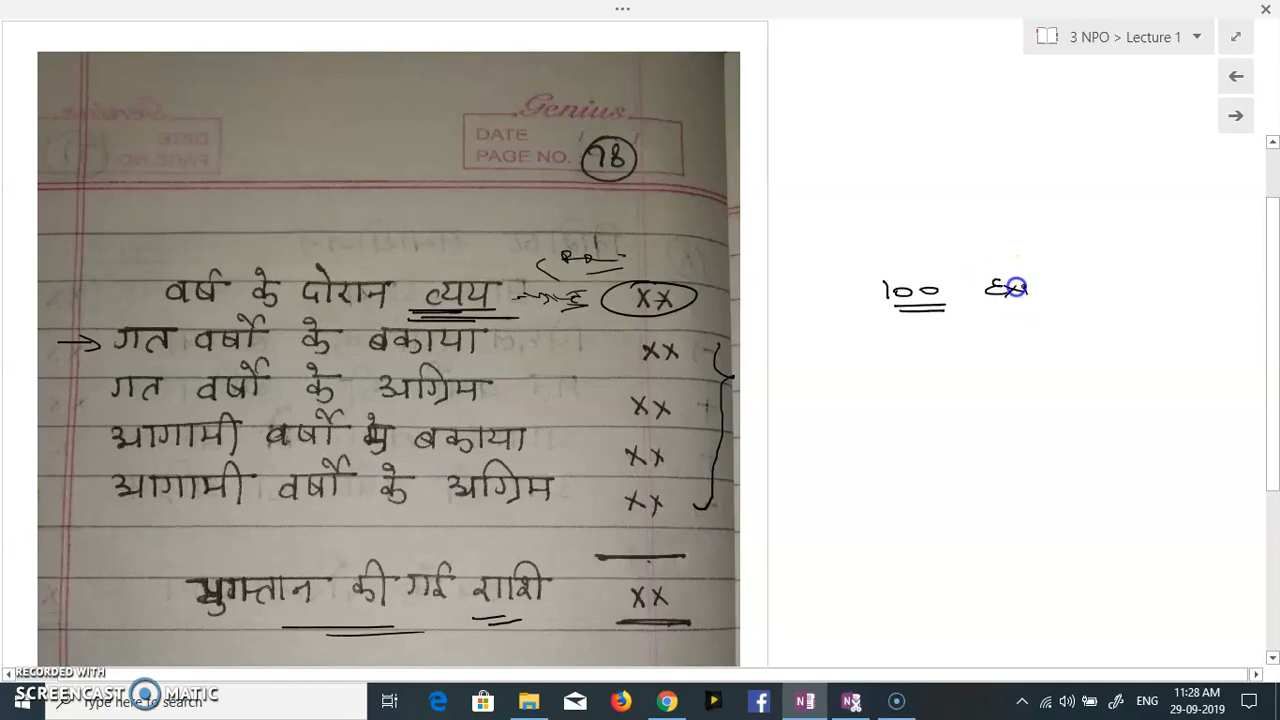 3 NPO > Lecture 1
Genius
DATE / /
PAGE NO. 78
वर्ष के दोरान व्यय xx
गत वर्षो के बकाया xx
गत वर्षो के अग्रिम xx +
आगामी वर्षो बकाया xx
आगामी वर्षो के अग्रिम xx
भुगतान की गई राशि xx
100
RECORDED WITH
SCREENCAST MATIC
Type here to search
ENG
11:28 AM
29-09-2019